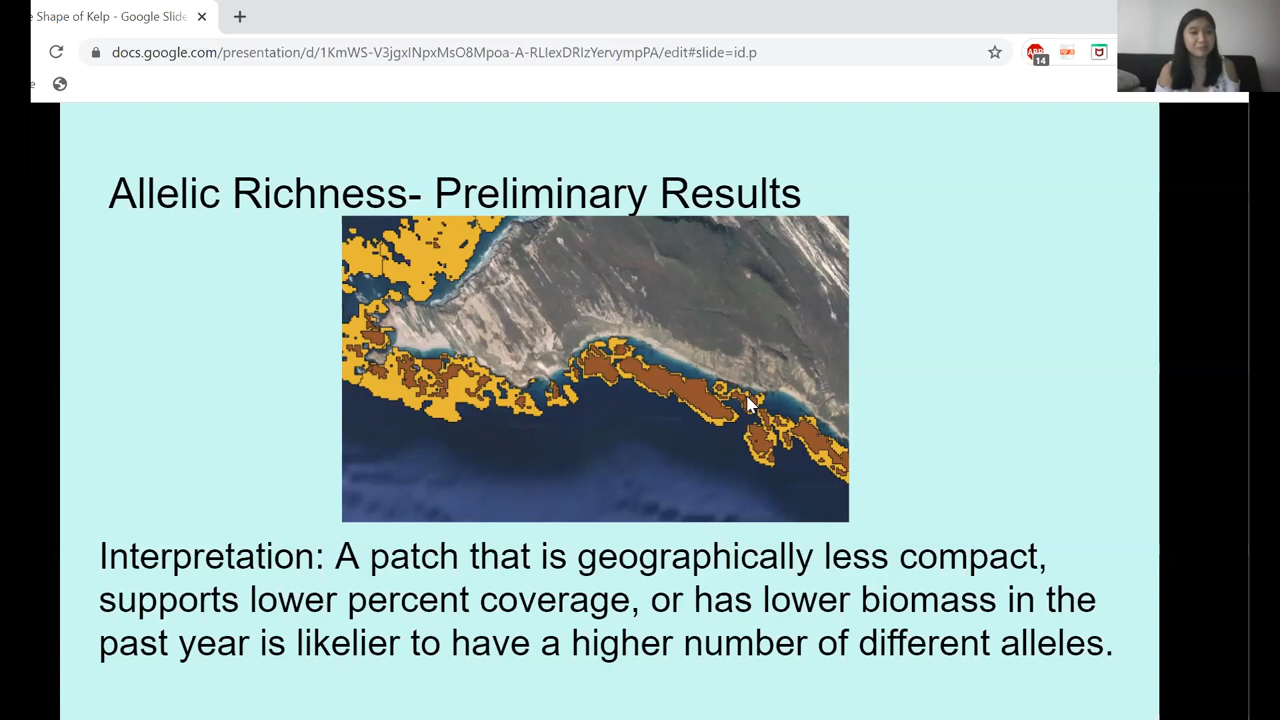 e Shape of Kelp - Google Slide
docs.google.com/presentation/d/1KmWS-V3jgxINpxMsO8Mpoa-A-RLIexDRIzYervympPA/edit#slide=id.p
14
e
Allelic Richness- Preliminary Results
Interpretation: A patch that is geographically less compact,
supports lower percent coverage, or has lower biomass in the
past year is likelier to have a higher number of different alleles.